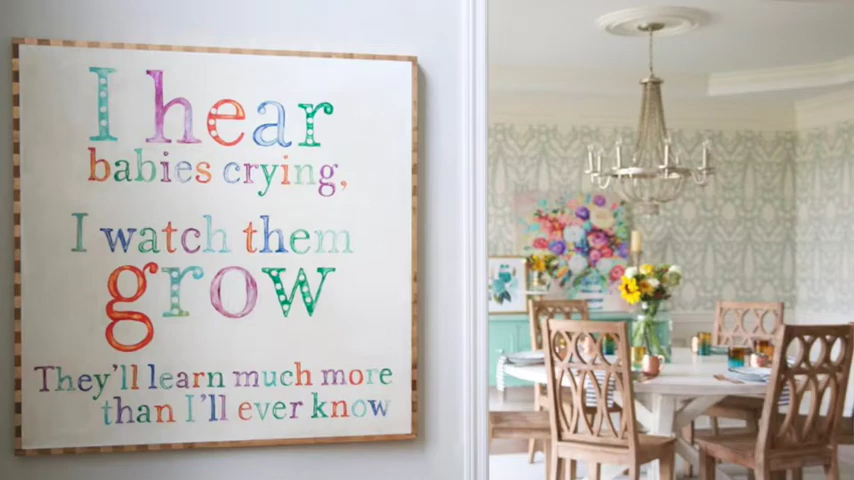 I hear
babies crying,
I watch them
grow
They'll learn much more
than I'll ever know